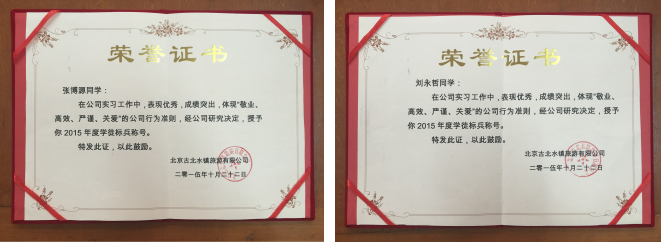 荣誉证书
张博源同学：
在公司实习工作中，表现优秀，成绩突出，体现“敬业、
高效、严谨、关爱”的公司行为准则，经公司研究决定，授予
你 2015 年度学徒标兵称号。
特发此证，以此鼓励。
北京古北水镇旅游有限公司
二零一伍年十月二十二日
荣誉证书
刘永哲同学：
在公司实习工作中，表现优秀，成绩突出，体现“敬业、
高效、严谨、关爱”的公司行为准则，经公司研究决定，授予
你 2015 年度学徒标兵称号。
特发此证，以此鼓励。
北京古北水镇旅游有限公司
二零一伍年十月二十二日